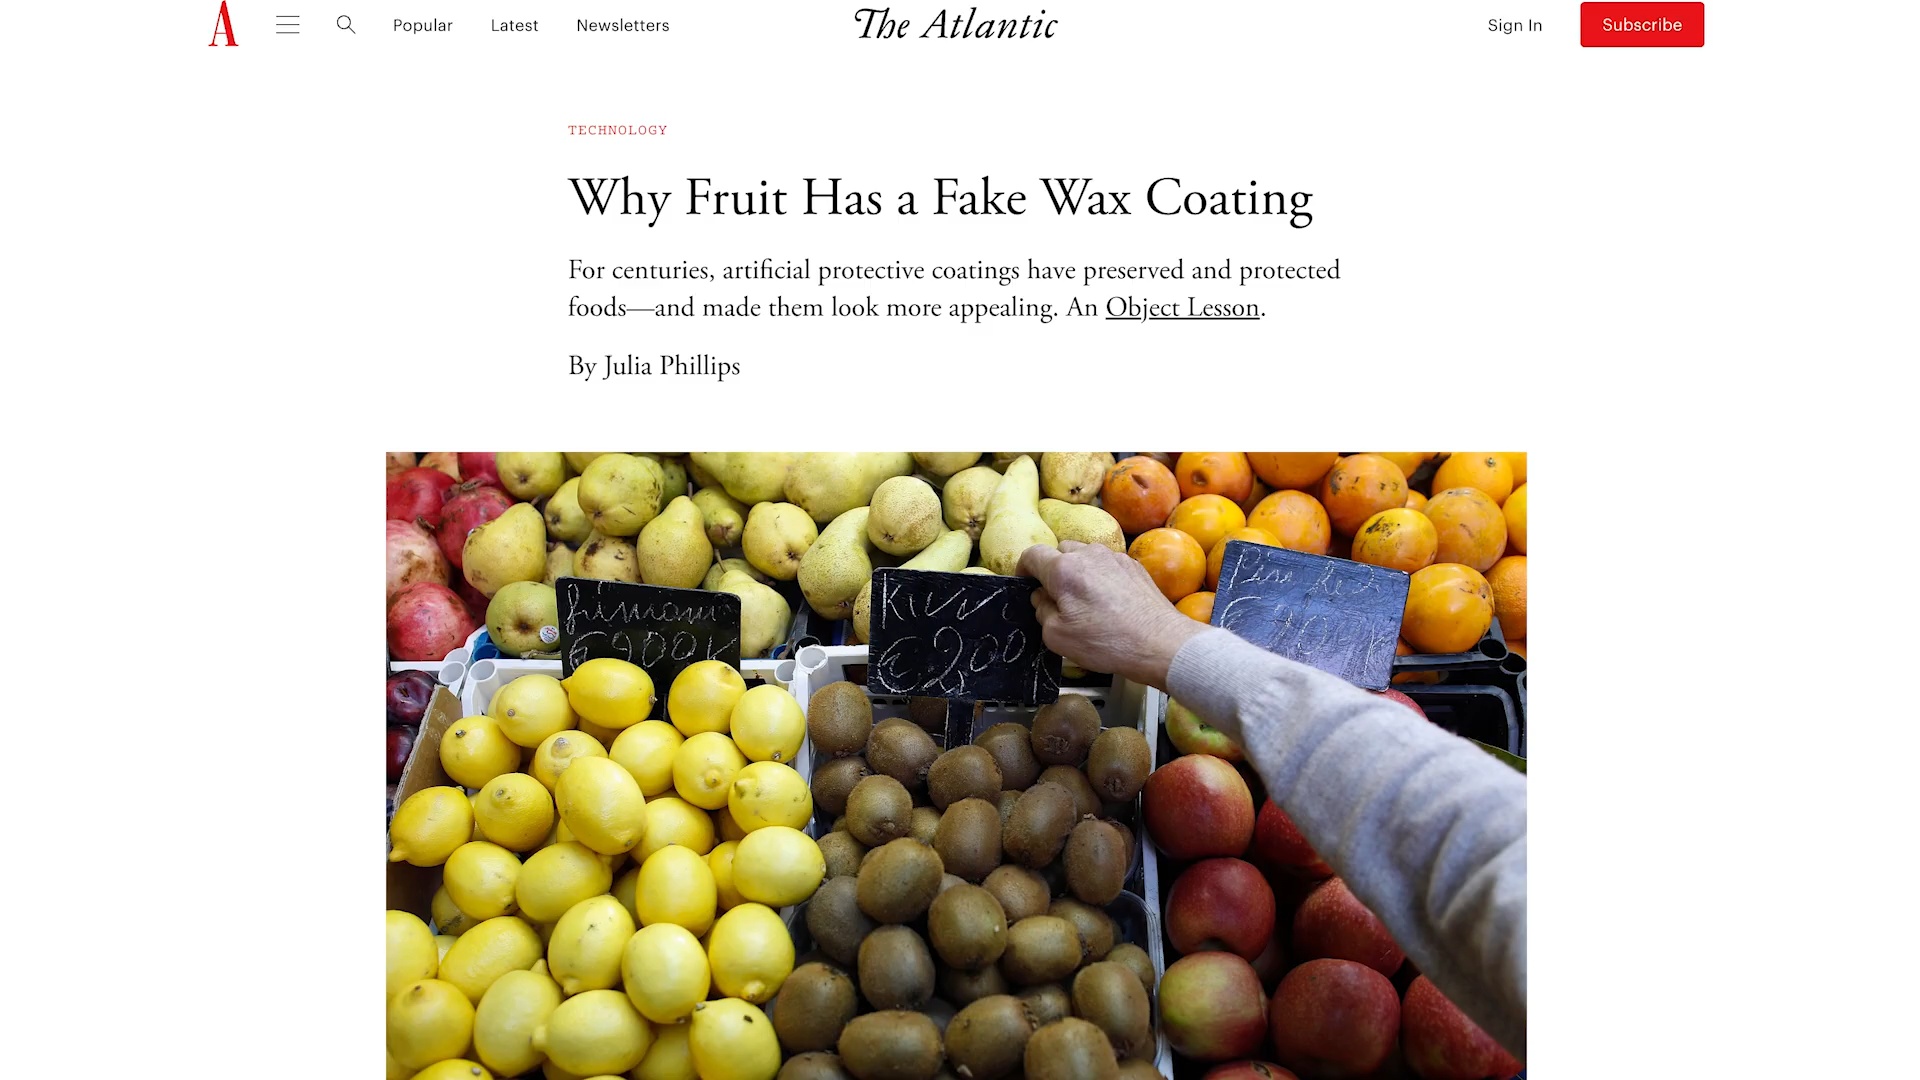 A
Popular
Latest
Newsletters
The Atlantic
Sign In
Subscribe
TECHNOLOGY
Why Fruit Has a Fake Wax Coating
For centuries, artificial protective coatings have preserved and protected
foods—and made them look more appealing. An Object Lesson.
By Julia Phillips
€200